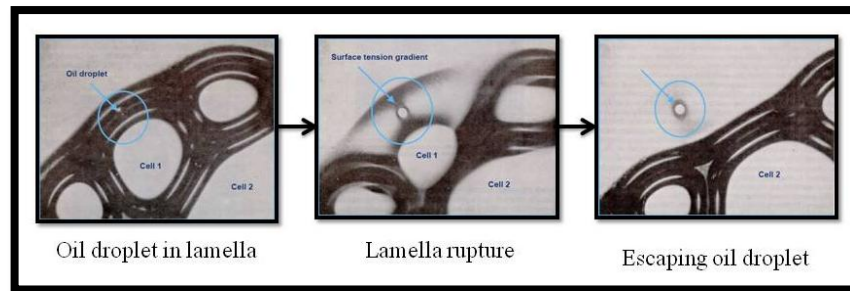 Oil droplet
Cell 1
Cell 2
Surface tension gradient
Cell 1
Cell 2
Cell 2
Oil droplet in lamella
Lamella rupture
Escaping oil droplet